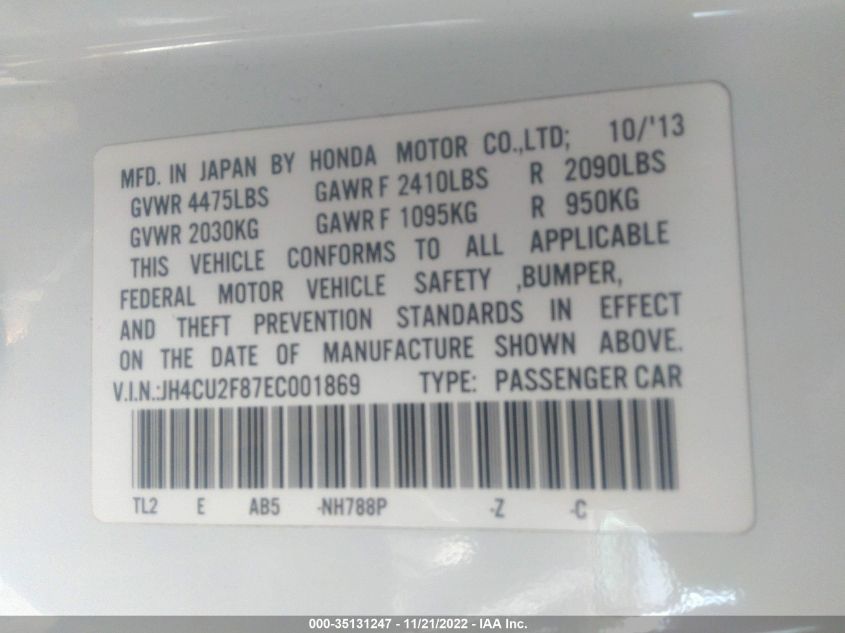 MFD. IN JAPAN BY HONDA MOTOR CO.,LTD; 10/'13
GVWR 4475LBS GAWR F 2410LBS R 2090LBS
GVWR 2030KG GAWR F 1095KG R 950KG
THIS VEHICLE CONFORMS TO ALL APPLICABLE
FEDERAL MOTOR VEHICLE SAFETY ,BUMPER,
AND THEFT PREVENTION STANDARDS IN EFFECT
ON THE DATE OF MANUFACTURE SHOWN ABOVE.
V.I.N.:JH4CU2F87EC001869 TYPE: PASSENGER CAR
TL2 E AB5 -NH788P -Z -C
000-35131247 - 11/21/2022 - IAA Inc.